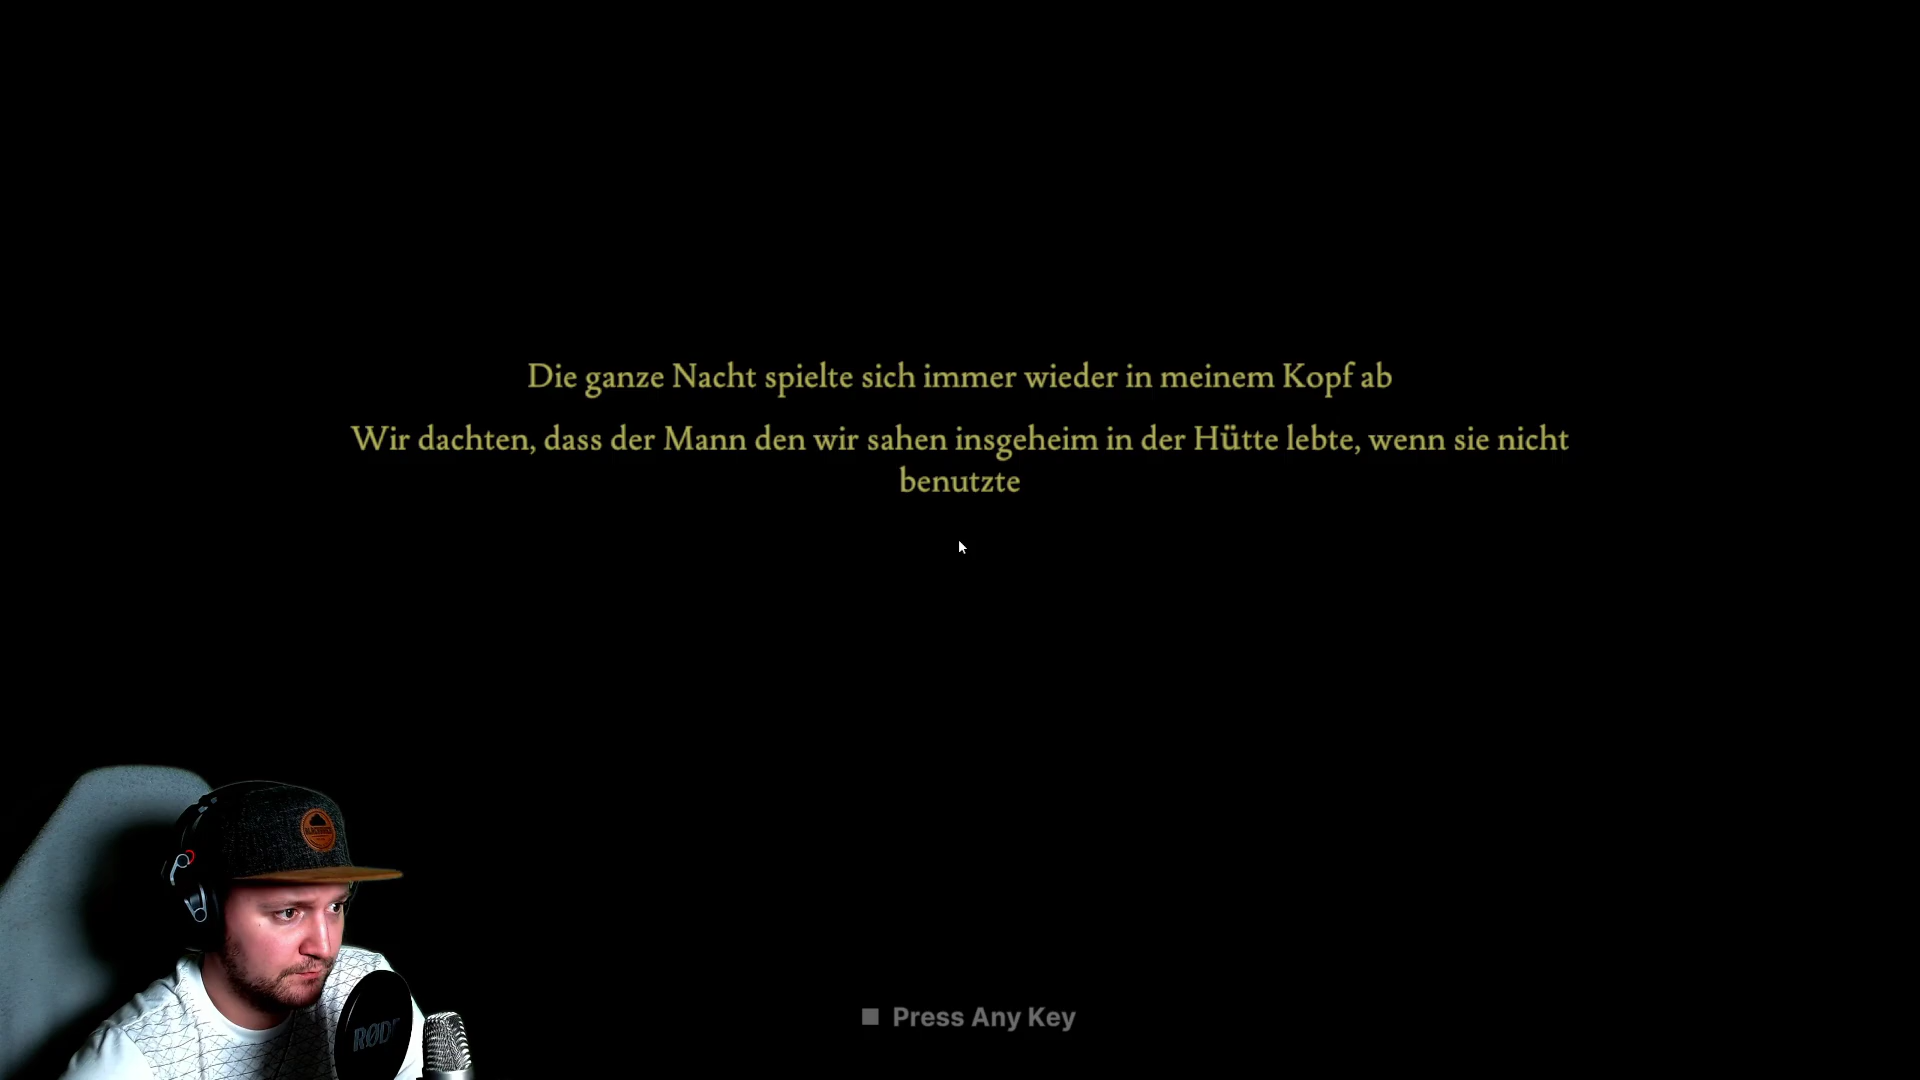 Die ganze Nacht spielte sich immer wieder in meinem Kopf ab
Wir dachten, dass der Mann den wir sahen insgeheim in der Hütte lebte, wenn sie nicht
benutzte
RØDE
Press Any Key